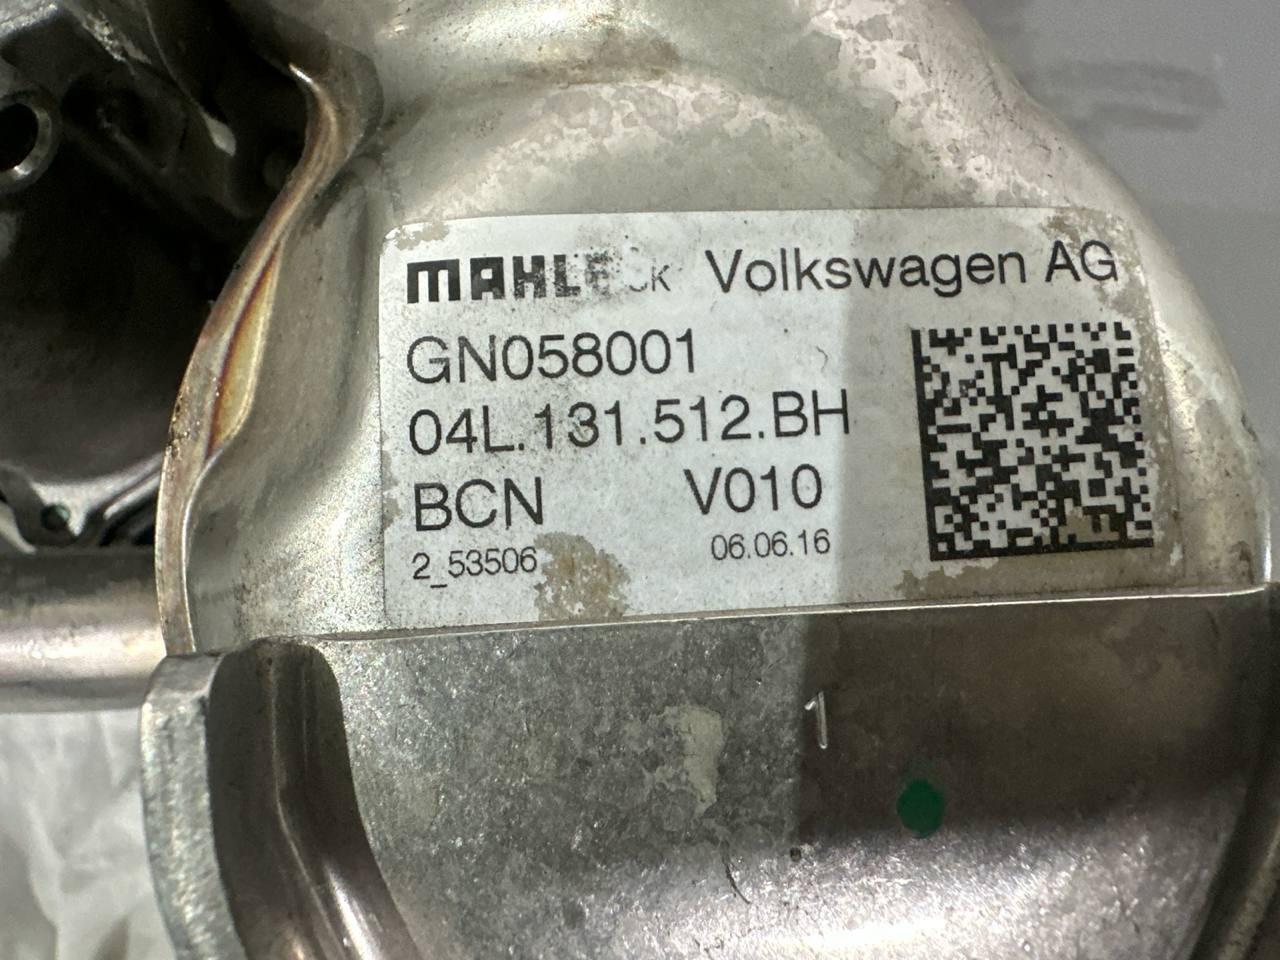 MAHLE Volkswagen AG
GN058001
04L.131.512.BH
BCN V010
2_53506 06.06.16
1